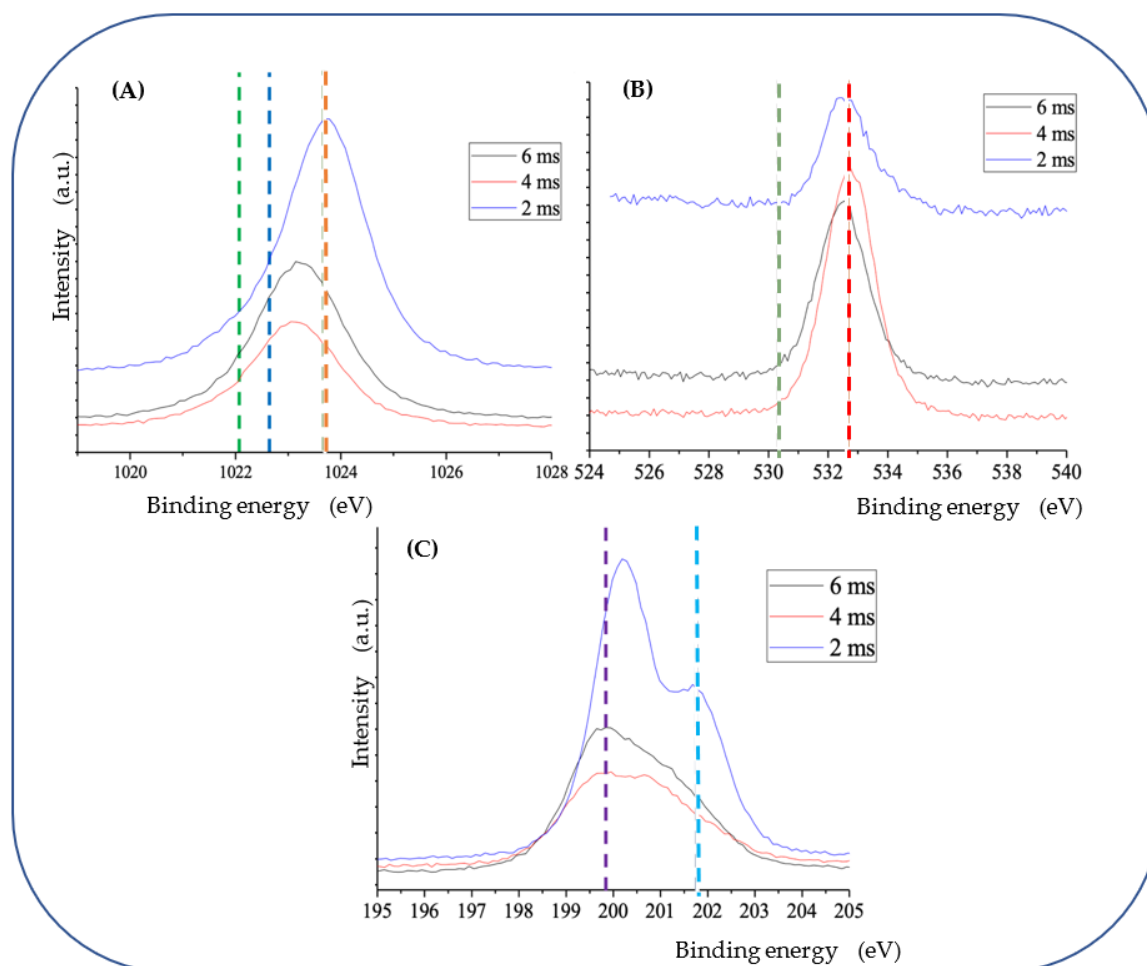 (A)
Intensity (a.u.)
6 ms
4 ms
2 ms
1020 1022 1024 1026 1028
Binding energy (eV)
(B)
6 ms
4 ms
2 ms
524 526 528 530 532 534 536 538 540
Binding energy (eV)
(C)
Intensity (a.u.)
6 ms
4 ms
2 ms
195 196 197 198 199 200 201 202 203 204 205
Binding energy (eV)